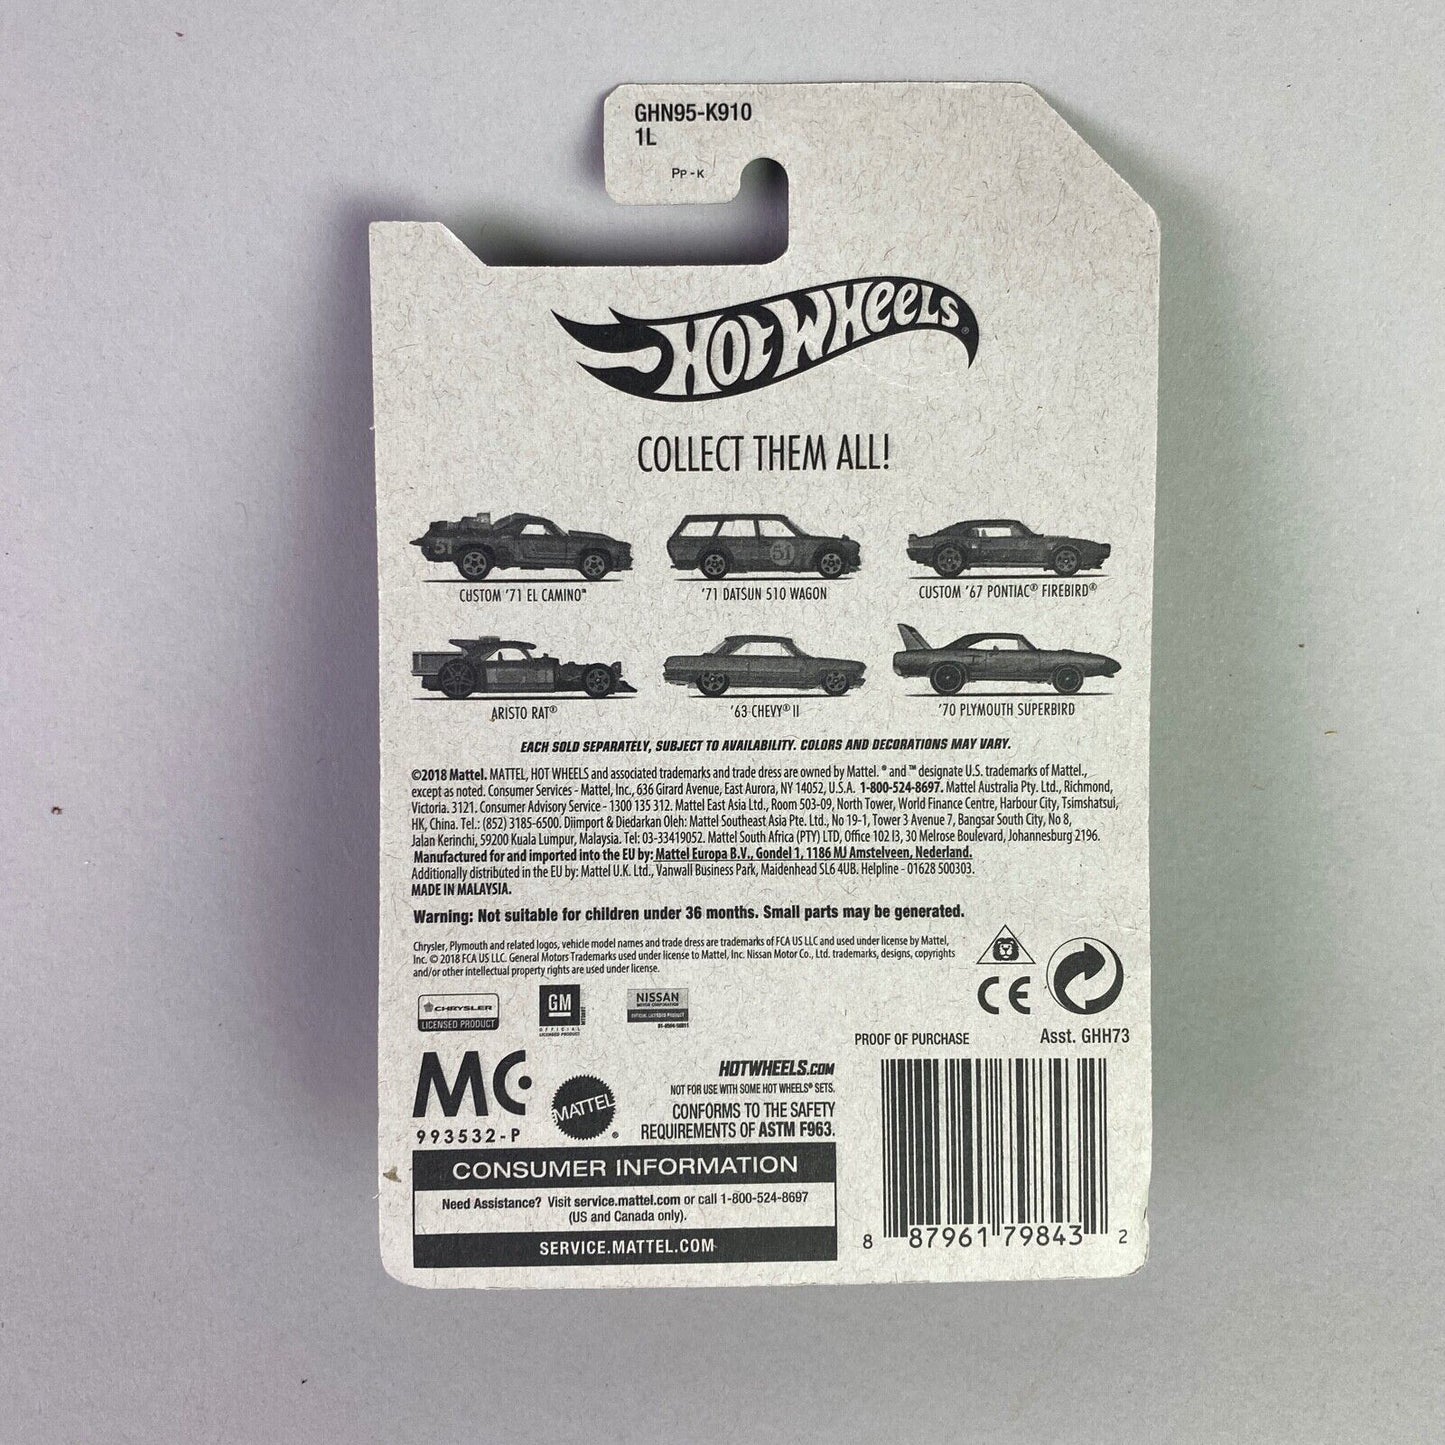 GHN95-K910
1L
PP - K
HOT WHEELS®
COLLECT THEM ALL!
51
51
CUSTOM '71 EL CAMINO™
'71 DATSUN 510 WAGON
CUSTOM '67 PONTIAC® FIREBIRD®
ARISTO RAT®
'63 CHEVY® II
'70 PLYMOUTH SUPERBIRD
EACH SOLD SEPARATELY, SUBJECT TO AVAILABILITY. COLORS AND DECORATIONS MAY VARY.
©2018 Mattel. MATTEL, HOT WHEELS and associated trademarks and trade dress are owned by Mattel. ® and ™ designate U.S. trademarks of Mattel.,
except as noted. Consumer Services - Mattel, Inc., 636 Girard Avenue, East Aurora, NY 14052, U.S.A. 1-800-524-8697. Mattel Australia Pty. Ltd., Richmond,
Victoria. 3121. Consumer Advisory Service - 1300 135 312. Mattel East Asia Ltd., Room 503-09, North Tower, World Finance Centre, Harbour City, Tsimshatsui,
HK, China. Tel.: (852) 3185-6500. Diimport & Diedarkan Oleh: Mattel Southeast Asia Pte. Ltd., No 19-1, Tower 3 Avenue 7, Bangsar South City, No 8,
Jalan Kerinchi, 59200 Kuala Lumpur, Malaysia. Tel: 03-33419052. Mattel South Africa (PTY) LTD, Office 102 I3, 30 Melrose Boulevard, Johannesburg 2196.
Manufactured for and imported into the EU by: Mattel Europa B.V., Gondel 1, 1186 MJ Amstelveen, Nederland.
Additionally distributed in the EU by: Mattel U.K. Ltd., Vanwall Business Park, Maidenhead SL6 4UB. Helpline - 01628 500303.
MADE IN MALAYSIA.
Warning: Not suitable for children under 36 months. Small parts may be generated.
Chrysler, Plymouth and related logos, vehicle model names and trade dress are trademarks of FCA US LLC and used under license by Mattel,
Inc. © 2018 FCA US LLC. General Motors Trademarks used under license to Mattel, Inc. Nissan Motor Co., Ltd. trademarks, designs, copyrights
and/or other intellectual property rights are used under license.
CE
CHRYSLER
LICENSED PRODUCT
GM
OFFICIAL
LICENSED PRODUCT
NISSAN
MOTOR CORPORATION
OFFICIAL LICENSED PRODUCT
PROOF OF PURCHASE
Asst. GHH73
MC
993532-P
MATTEL®
HOTWHEELS.COM
NOT FOR USE WITH SOME HOT WHEELS® SETS.
CONFORMS TO THE SAFETY
REQUIREMENTS OF ASTM F963.
CONSUMER INFORMATION
Need Assistance? Visit service.mattel.com or call 1-800-524-8697
(US and Canada only).
SERVICE.MATTEL.COM
8 87961 79843 2